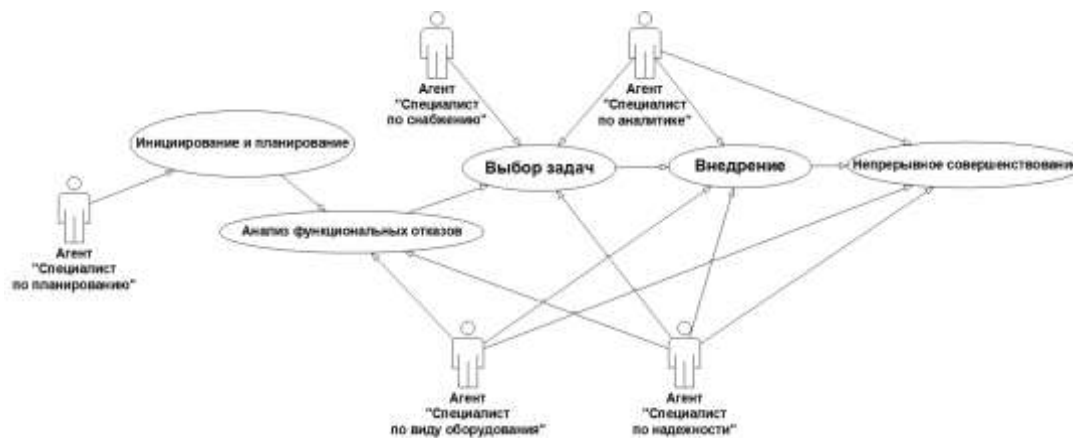 Агент
"Специалист
по снабжению"
Агент
"Специалист
по аналитике"
Инициирование и планирование
Выбор задач
Внедрение
Непрерывное совершенствование
Анализ функциональных отказов
Агент
"Специалист
по планированию"
Агент
"Специалист
по виду оборудования"
Агент
"Специалист
по надежности"